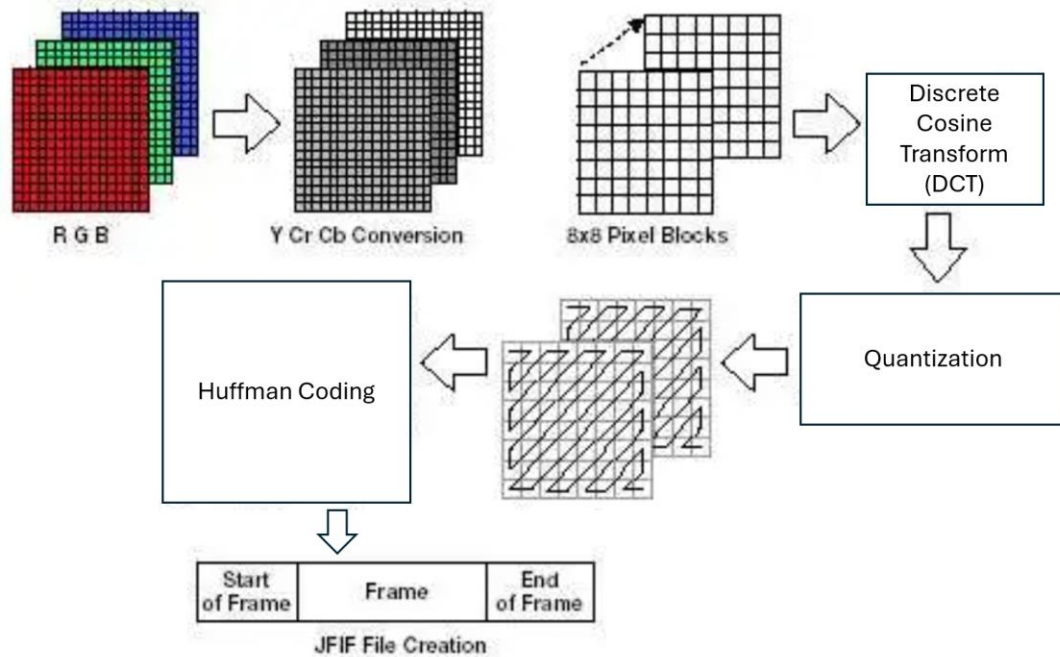 R G B
Y Cr Cb Conversion
8x8 Pixel Blocks
Discrete
Cosine
Transform
(DCT)
Quantization
Huffman Coding
Start
of Frame
Frame
End
of Frame
JFIF File Creation